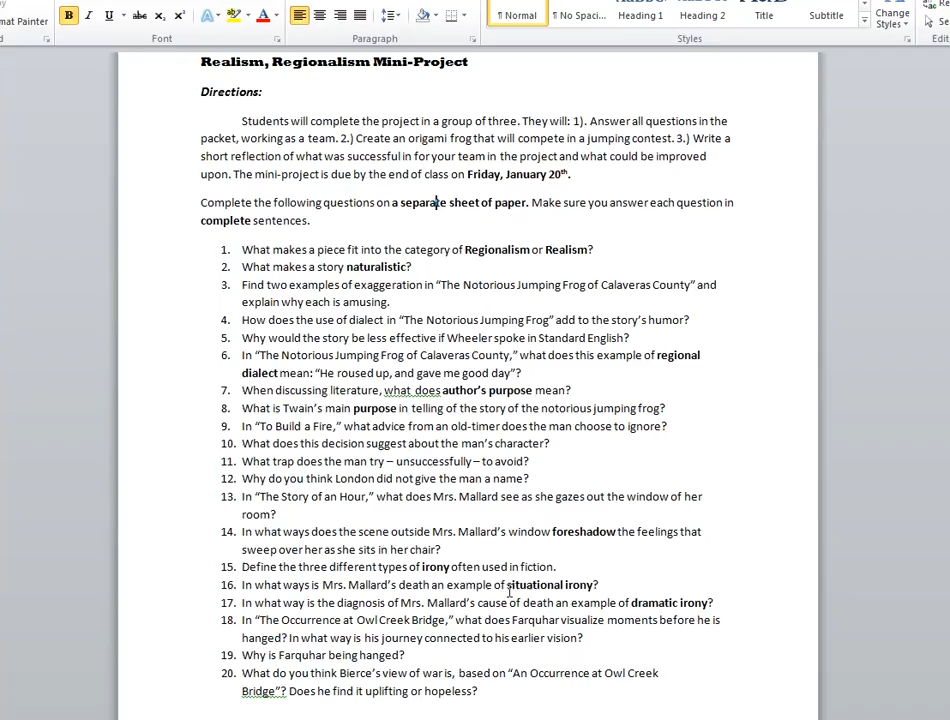 mat Painter
B I U abc x₂ x² A ab A
¶ Normal ¶ No Spaci... Heading 1 Heading 2 Title Subtitle Change Styles
Font Paragraph Styles
Realism, Regionalism Mini-Project
Directions:
Students will complete the project in a group of three. They will: 1). Answer all questions in the
packet, working as a team. 2.) Create an origami frog that will compete in a jumping contest. 3.) Write a
short reflection of what was successful in for your team in the project and what could be improved
upon. The mini-project is due by the end of class on Friday, January 20th.
Complete the following questions on a separate sheet of paper. Make sure you answer each question in
complete sentences.
1. What makes a piece fit into the category of Regionalism or Realism?
2. What makes a story naturalistic?
3. Find two examples of exaggeration in “The Notorious Jumping Frog of Calaveras County” and
explain why each is amusing.
4. How does the use of dialect in “The Notorious Jumping Frog” add to the story’s humor?
5. Why would the story be less effective if Wheeler spoke in Standard English?
6. In “The Notorious Jumping Frog of Calaveras County,” what does this example of regional
dialect mean: “He roused up, and gave me good day”?
7. When discussing literature, what does author’s purpose mean?
8. What is Twain’s main purpose in telling of the story of the notorious jumping frog?
9. In “To Build a Fire,” what advice from an old-timer does the man choose to ignore?
10. What does this decision suggest about the man’s character?
11. What trap does the man try – unsuccessfully – to avoid?
12. Why do you think London did not give the man a name?
13. In “The Story of an Hour,” what does Mrs. Mallard see as she gazes out the window of her
room?
14. In what ways does the scene outside Mrs. Mallard’s window foreshadow the feelings that
sweep over her as she sits in her chair?
15. Define the three different types of irony often used in fiction.
16. In what ways is Mrs. Mallard’s death an example of situational irony?
17. In what way is the diagnosis of Mrs. Mallard’s cause of death an example of dramatic irony?
18. In “The Occurrence at Owl Creek Bridge,” what does Farquhar visualize moments before he is
hanged? In what way is his journey connected to his earlier vision?
19. Why is Farquhar being hanged?
20. What do you think Bierce’s view of war is, based on “An Occurrence at Owl Creek
Bridge”? Does he find it uplifting or hopeless?